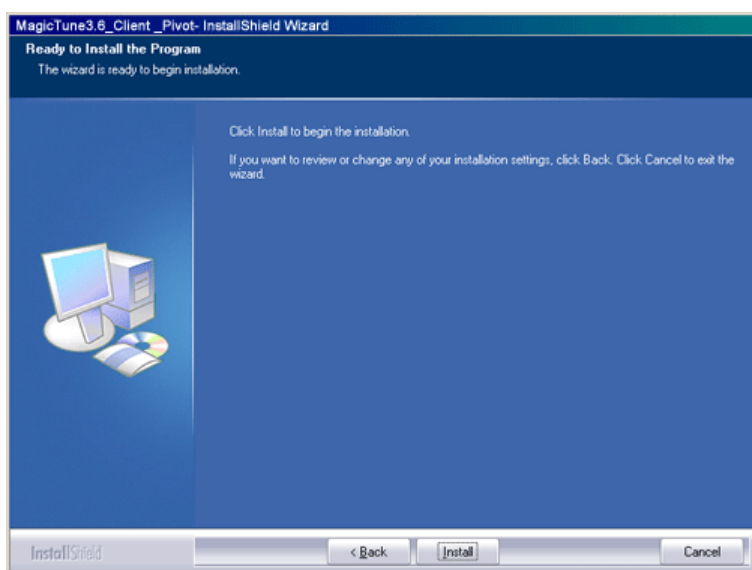 MagicTune3.6_Client _Pivot- InstallShield Wizard
Ready to Install the Program
The wizard is ready to begin installation.
Click Install to begin the installation.
If you want to review or change any of your installation settings, click Back. Click Cancel to exit the
wizard.
InstallShield
< Back
Install
Cancel